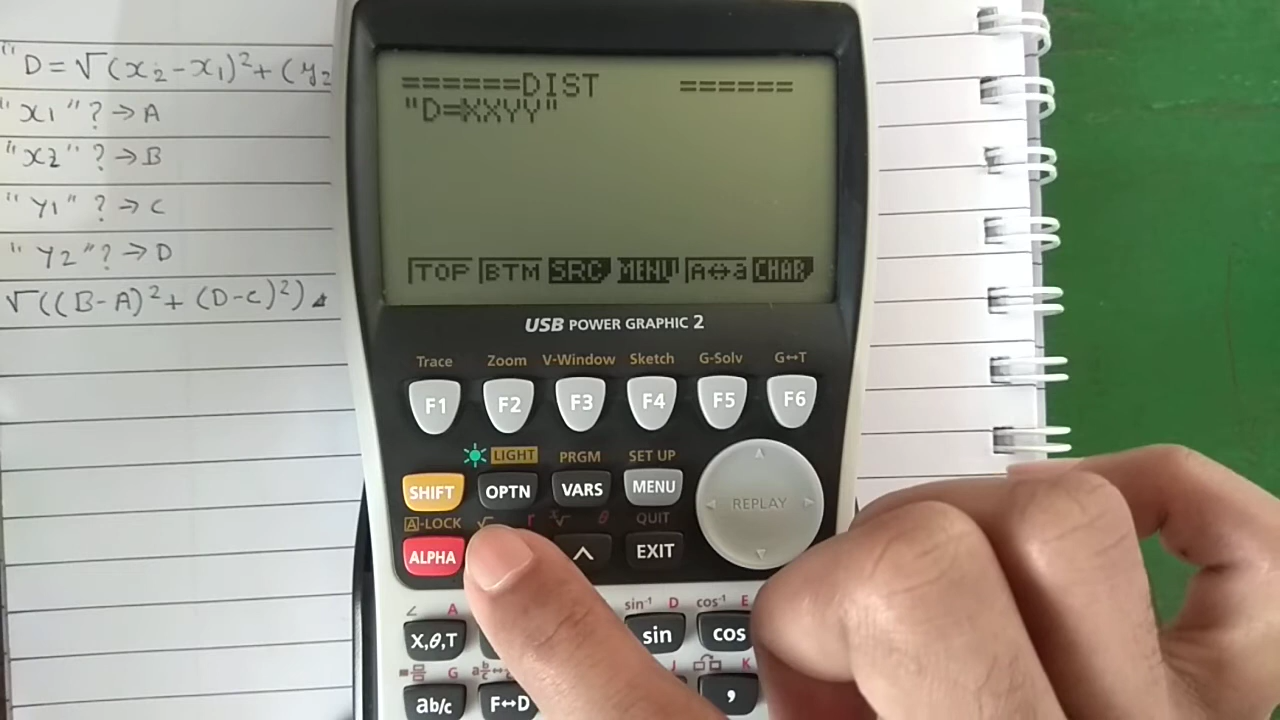 "D=√(x2-x1)²+(y2
"x1"?→A
"x2"?→B
"Y1"?→C
"Y2"?→D
√((B-A)²+(D-C)²)◢
======DIST ======
"D=XXYY"
TOP BTM SRC MENU A↔a CHAR
USB POWER GRAPHIC 2
Trace Zoom V-Window Sketch G-Solv G↔T
F1 F2 F3 F4 F5 F6
LIGHT PRGM SET UP
SHIFT OPTN VARS MENU REPLAY
A-LOCK √ r ˣ√ θ QUIT
ALPHA ^ EXIT
∠ A sin⁻¹ D cos⁻¹ E
X,θ,T sin cos
G J K
ab/c F↔D ,